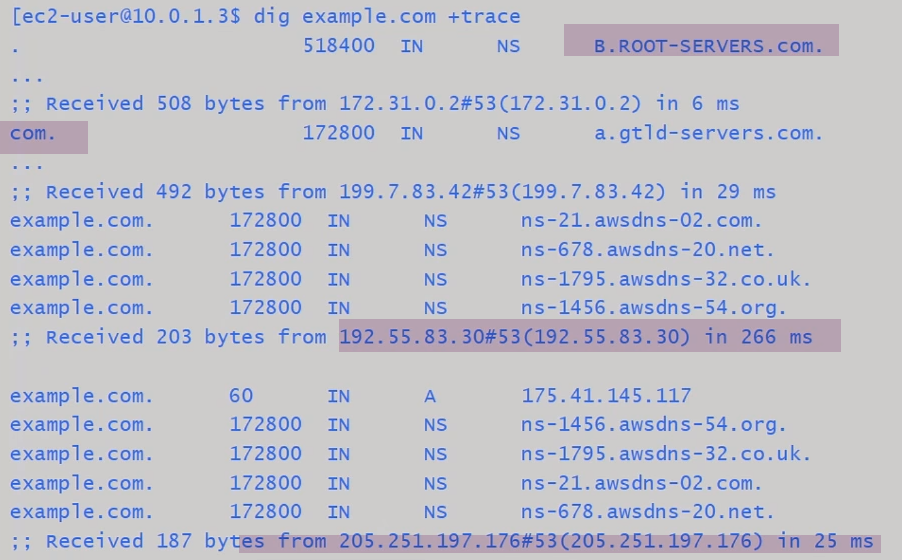 [ec2-user@10.0.1.3$ dig example.com +trace
. 518400 IN NS B.ROOT-SERVERS.com.
...
;; Received 508 bytes from 172.31.0.2#53(172.31.0.2) in 6 ms
com. 172800 IN NS a.gtld-servers.com.
...
;; Received 492 bytes from 199.7.83.42#53(199.7.83.42) in 29 ms
example.com. 172800 IN NS ns-21.awsdns-02.com.
example.com. 172800 IN NS ns-678.awsdns-20.net.
example.com. 172800 IN NS ns-1795.awsdns-32.co.uk.
example.com. 172800 IN NS ns-1456.awsdns-54.org.
;; Received 203 bytes from 192.55.83.30#53(192.55.83.30) in 266 ms
example.com. 60 IN A 175.41.145.117
example.com. 172800 IN NS ns-1456.awsdns-54.org.
example.com. 172800 IN NS ns-1795.awsdns-32.co.uk.
example.com. 172800 IN NS ns-21.awsdns-02.com.
example.com. 172800 IN NS ns-678.awsdns-20.net.
;; Received 187 bytes from 205.251.197.176#53(205.251.197.176) in 25 ms